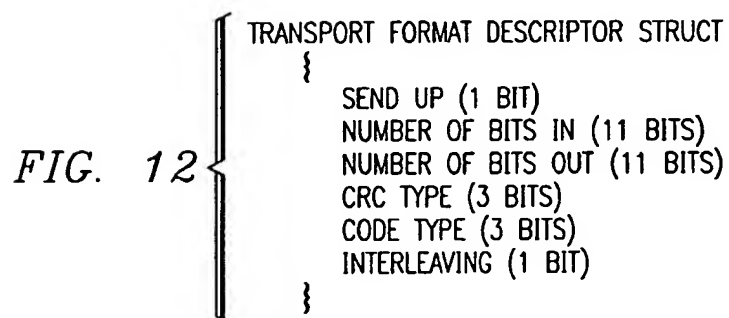 TRANSPORT FORMAT DESCRIPTOR STRUCT
{
SEND UP (1 BIT)
NUMBER OF BITS IN (11 BITS)
NUMBER OF BITS OUT (11 BITS)
CRC TYPE (3 BITS)
CODE TYPE (3 BITS)
INTERLEAVING (1 BIT)
}
FIG. 12